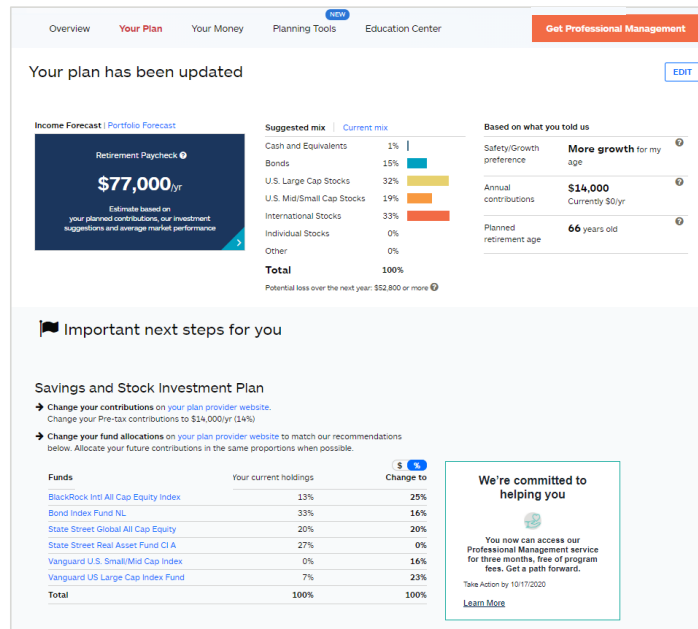 NEW
Overview Your Plan Your Money Planning Tools Education Center Get Professional Management
Your plan has been updated
EDIT
Income Forecast | Portfolio Forecast
Retirement Paycheck ?
$77,000/yr
Estimate based on
your planned contributions, our investment
suggestions and average market performance
Suggested mix | Current mix
Cash and Equivalents 1%
Bonds 15%
U.S. Large Cap Stocks 32%
U.S. Mid/Small Cap Stocks 19%
International Stocks 33%
Individual Stocks 0%
Other 0%
Total 100%
Potential loss over the next year: $52,800 or more ?
Based on what you told us
Safety/Growth
preference
More growth for my
age
?
Annual
contributions
$14,000
Currently $0/yr
?
Planned
retirement age
66 years old
?
Important next steps for you
Savings and Stock Investment Plan
Change your contributions on your plan provider website.
Change your Pre-tax contributions to $14,000/yr (14%)
Change your fund allocations on your plan provider website to match our recommendations
below. Allocate your future contributions in the same proportions when possible.
$ %
Funds Your current holdings Change to
BlackRock Intl All Cap Equity Index 13% 25%
Bond Index Fund NL 33% 16%
State Street Global All Cap Equity 20% 20%
State Street Real Asset Fund Cl A 27% 0%
Vanguard U.S. Small/Mid Cap Index 0% 16%
Vanguard US Large Cap Index Fund 7% 23%
Total 100% 100%
We're committed to
helping you
You now can access our
Professional Management service
for three months, free of program
fees. Get a path forward.
Take Action by 10/17/2020
Learn More